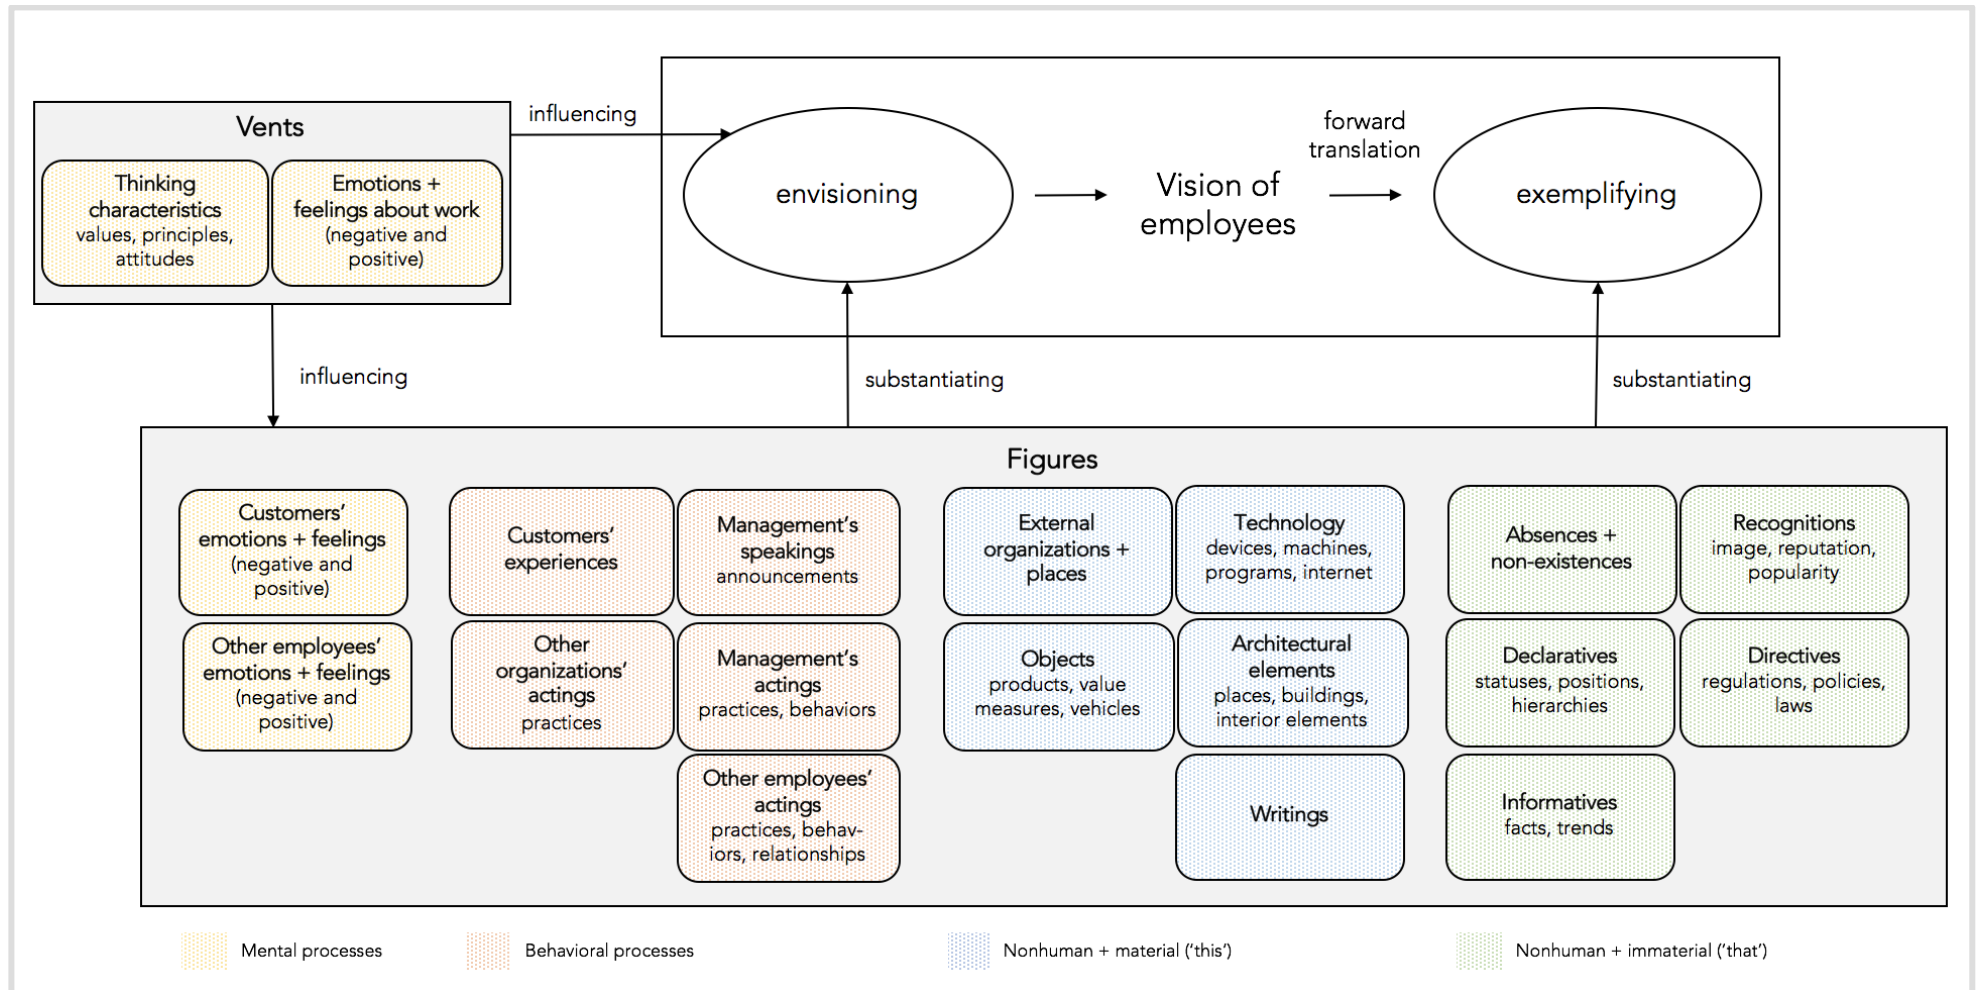 Vents
Thinking
characteristics
values, principles,
attitudes
Emotions +
feelings about work
(negative and
positive)
influencing
envisioning
Vision of
employees
forward
translation
exemplifying
influencing
substantiating
substantiating
Figures
Customers’
emotions + feelings
(negative and
positive)
Other employees’
emotions + feelings
(negative and
positive)
Customers’
experiences
Other
organizations’
actings
practices
Management’s
speakings
announcements
Management’s
actings
practices, behaviors
Other employees’
actings
practices, behav-
iors, relationships
External
organizations +
places
Objects
products, value
measures, vehicles
Technology
devices, machines,
programs, internet
Architectural
elements
places, buildings,
interior elements
Writings
Absences +
non-existences
Declaratives
statuses, positions,
hierarchies
Informatives
facts, trends
Recognitions
image, reputation,
popularity
Directives
regulations, policies,
laws
Mental processes
Behavioral processes
Nonhuman + material (‘this’)
Nonhuman + immaterial (‘that’)